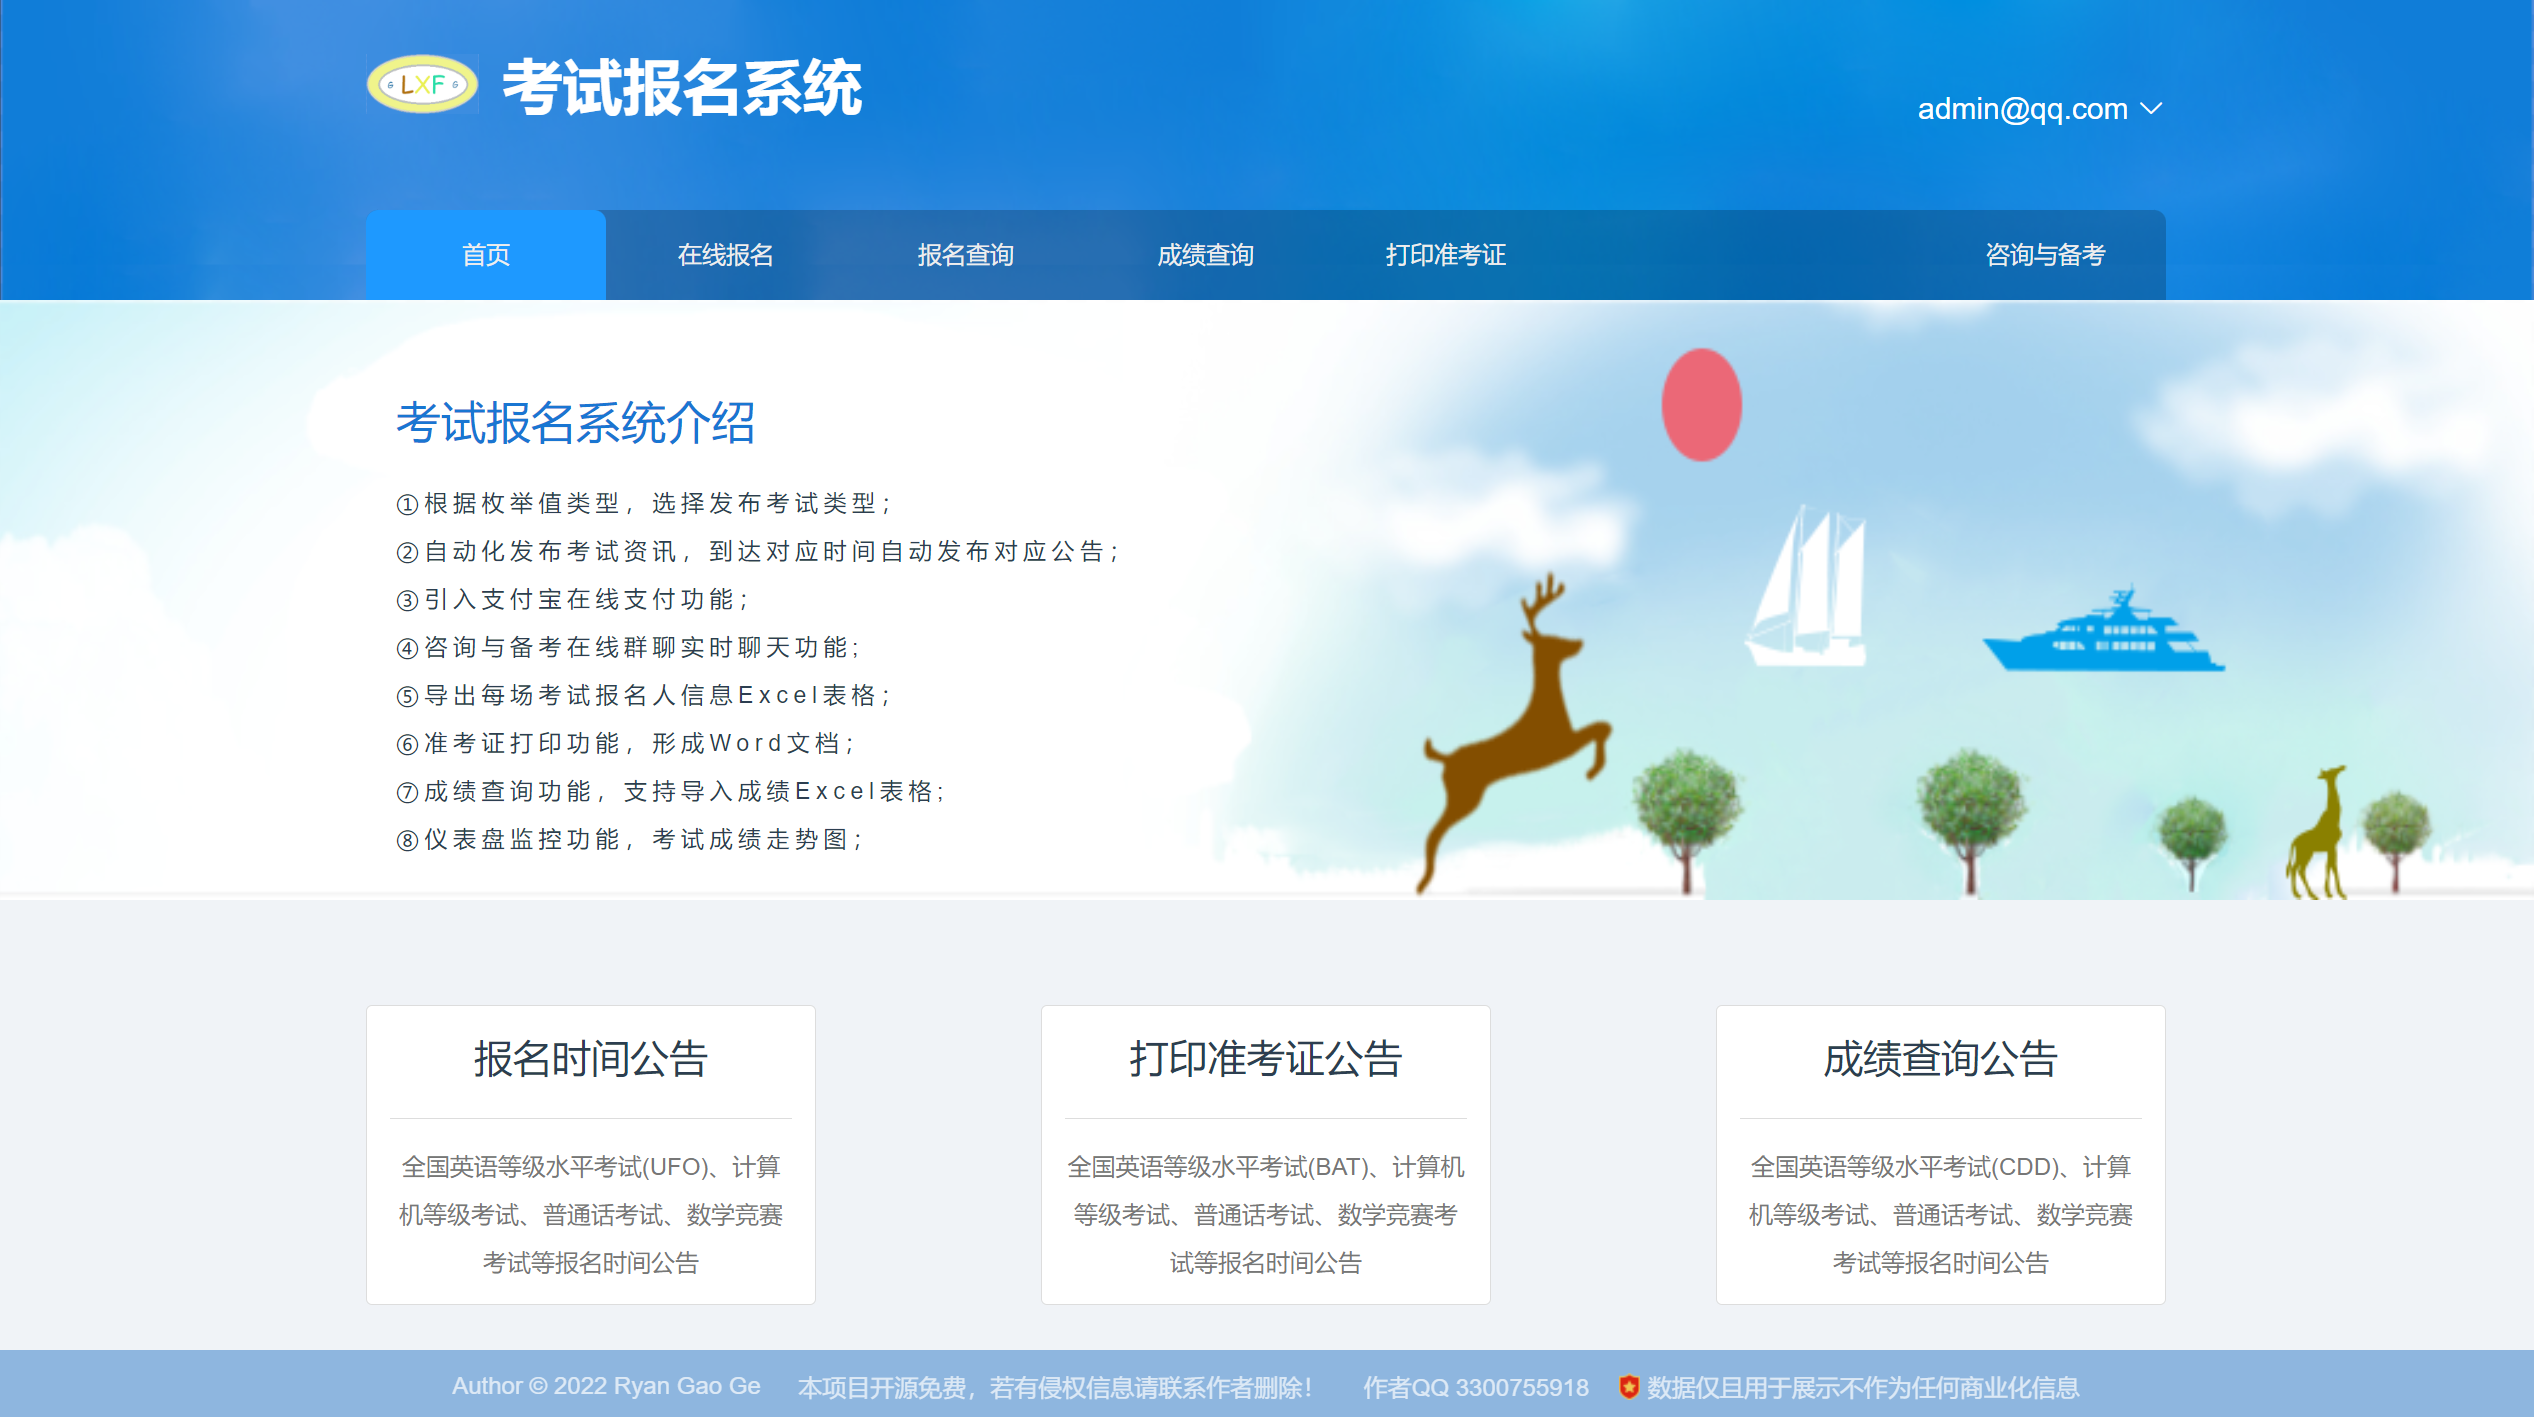 G LXF G
考试报名系统
admin@qq.com
首页
在线报名
报名查询
成绩查询
打印准考证
咨询与备考
考试报名系统介绍
①根据枚举值类型，选择发布考试类型；
②自动化发布考试资讯，到达对应时间自动发布对应公告；
③引入支付宝在线支付功能；
④咨询与备考在线群聊实时聊天功能；
⑤导出每场考试报名人信息Excel表格；
⑥准考证打印功能，形成Word文档；
⑦成绩查询功能，支持导入成绩Excel表格；
⑧仪表盘监控功能，考试成绩走势图；
报名时间公告
全国英语等级水平考试(UFO)、计算
机等级考试、普通话考试、数学竞赛
考试等报名时间公告
打印准考证公告
全国英语等级水平考试(BAT)、计算机
等级考试、普通话考试、数学竞赛考
试等报名时间公告
成绩查询公告
全国英语等级水平考试(CDD)、计算
机等级考试、普通话考试、数学竞赛
考试等报名时间公告
Author © 2022 Ryan Gao Ge 本项目开源免费，若有侵权信息请联系作者删除！ 作者QQ 3300755918 数据仅且用于展示不作为任何商业化信息